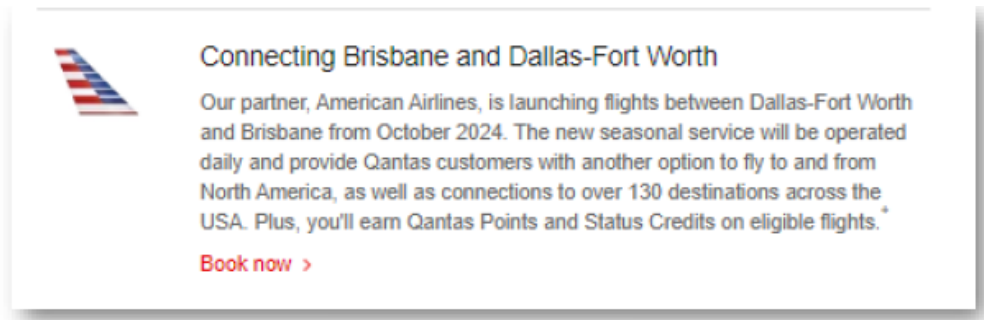 Connecting Brisbane and Dallas-Fort Worth
Our partner, American Airlines, is launching flights between Dallas-Fort Worth
and Brisbane from October 2024. The new seasonal service will be operated
daily and provide Qantas customers with another option to fly to and from
North America, as well as connections to over 130 destinations across the
USA. Plus, you'll earn Qantas Points and Status Credits on eligible flights.⁺
Book now >